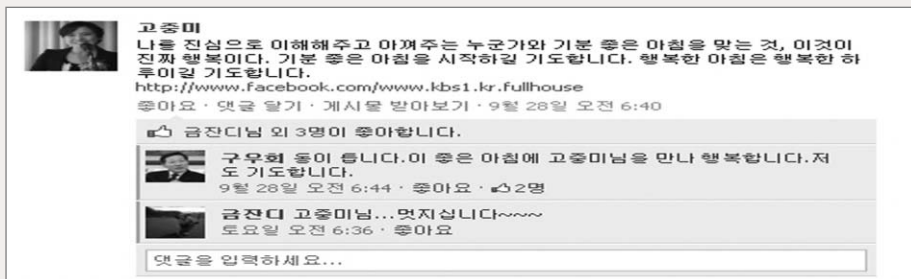 고중미
나를 진심으로 이해해주고 아껴주는 누군가와 기분 좋은 아침을 맞는 것, 이것이
진짜 행복이다. 기분 좋은 아침을 시작하길 기도합니다. 행복한 아침은 행복한 하
루이길 기도합니다.
http://www.facebook.com/www.kbs1.kr.fullhouse
좋아요 · 댓글 달기 · 게시물 받아보기 · 9월 28일 오전 6:40
금잔디님 외 3명이 좋아합니다.
구우회 동이 틉니다.이 좋은 아침에 고중미님을 만나 행복합니다.저
도 기도합니다.
9월 28일 오전 6:44 · 좋아요 · 2명
금잔디 고중미님...멋지십니다~~~
토요일 오전 6:36 · 좋아요
댓글을 입력하세요...